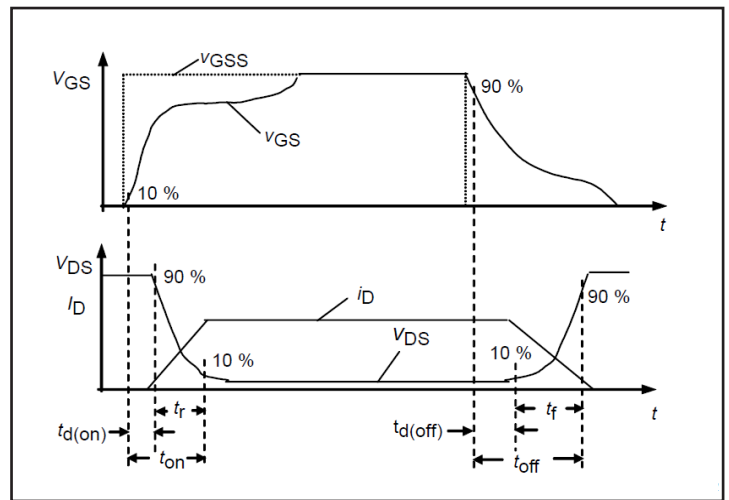 vGSS
VGS
90 %
vGS
10 %
t
VDS
90 %
ID
iD
90 %
VDS
10 %
10 %
tr
tf
t
td(on)
td(off)
ton
toff